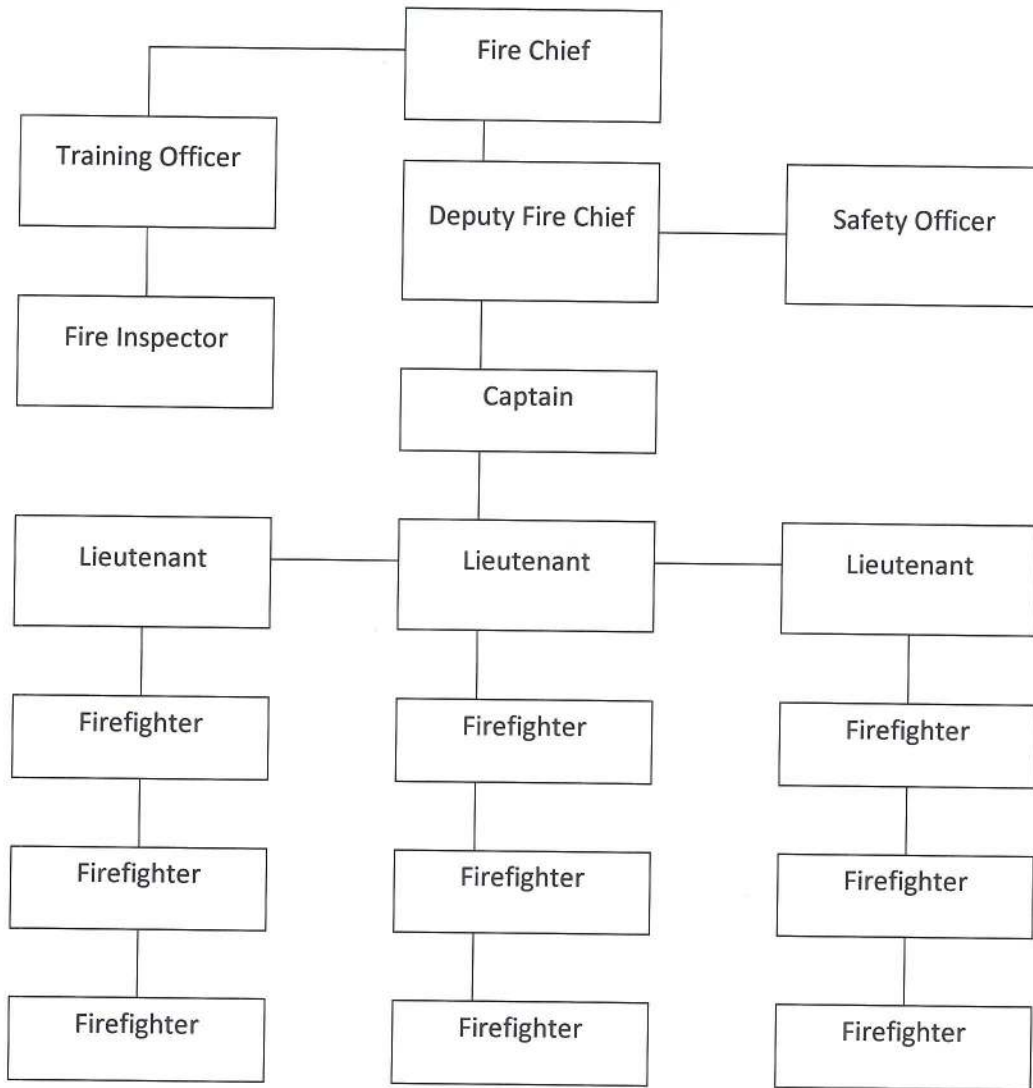 Fire Chief
Training Officer
Deputy Fire Chief
Safety Officer
Fire Inspector
Captain
Lieutenant
Lieutenant
Lieutenant
Firefighter
Firefighter
Firefighter
Firefighter
Firefighter
Firefighter
Firefighter
Firefighter
Firefighter